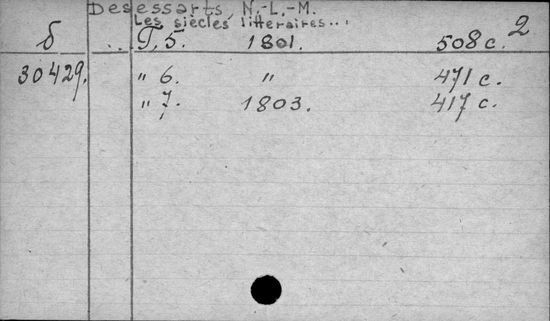 Desessarts, N.-L.-M.
Les siècles littéraires...
2
б ... Т. 5. 1801. 508 с.
30429. " 6. " 471 с.
" 7. 1803. 417 с.